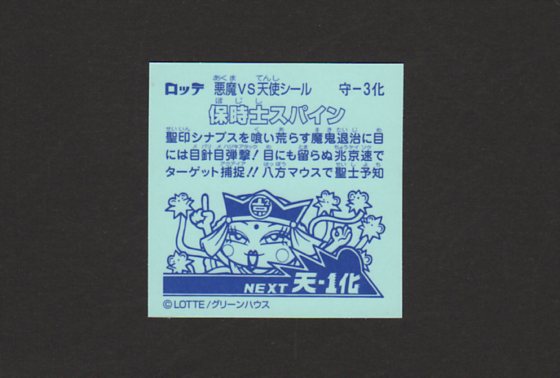 ロッテ 悪魔VS天使シール 守－3化
保時士スパイン
聖印シナプスを喰い荒らす魔鬼退治に目
には目針目弾撃！目にも留らぬ兆京速で
ターゲット捕捉!!八方マウスで聖士予知
NEXT 天-1化
©LOTTE/グリーンハウス